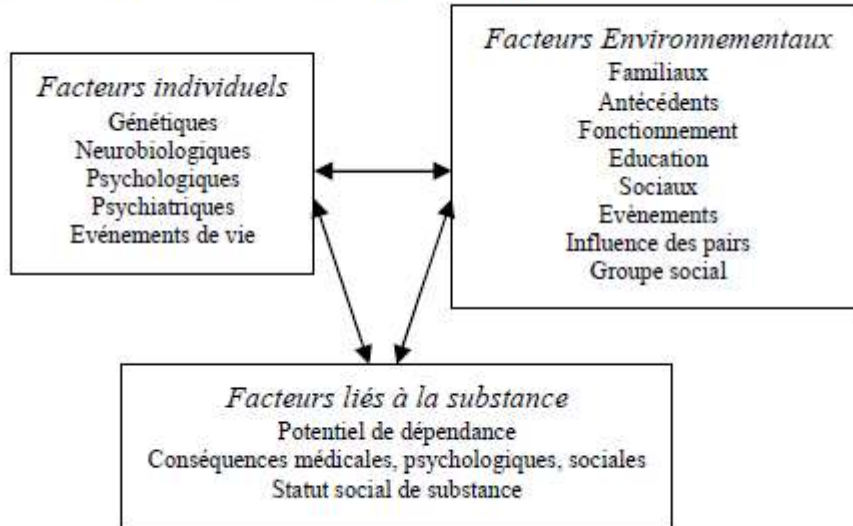 Facteurs individuels
Génétiques
Neurobiologiques
Psychologiques
Psychiatriques
Evénements de vie
Facteurs Environnementaux
Familiaux
Antécédents
Fonctionnement
Education
Sociaux
Evènements
Influence des pairs
Groupe social
Facteurs liés à la substance
Potentiel de dépendance
Conséquences médicales, psychologiques, sociales
Statut social de substance